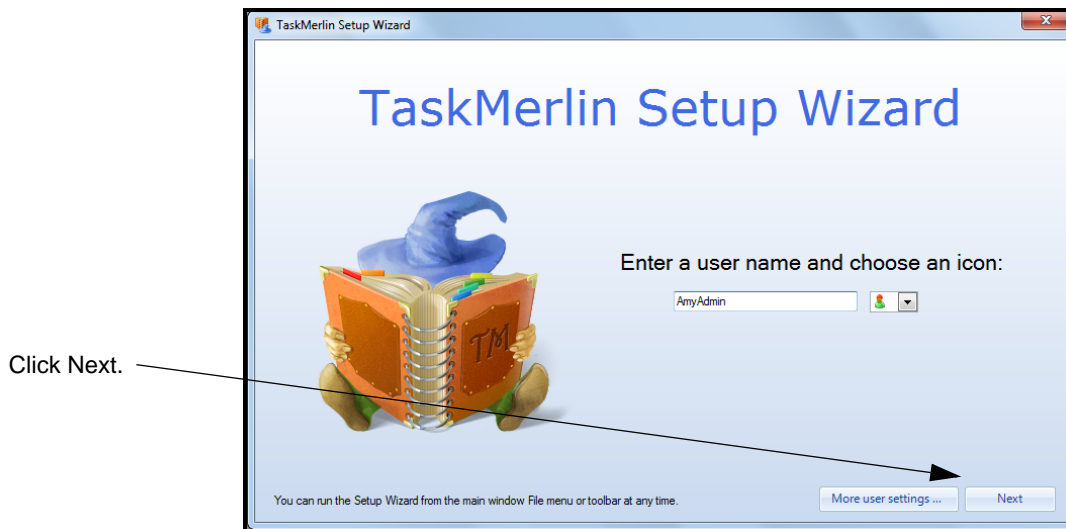 TaskMerlin Setup Wizard
TaskMerlin Setup Wizard
Enter a user name and choose an icon:
AmyAdmin
TM
Click Next.
You can run the Setup Wizard from the main window File menu or toolbar at any time.
More user settings ...
Next